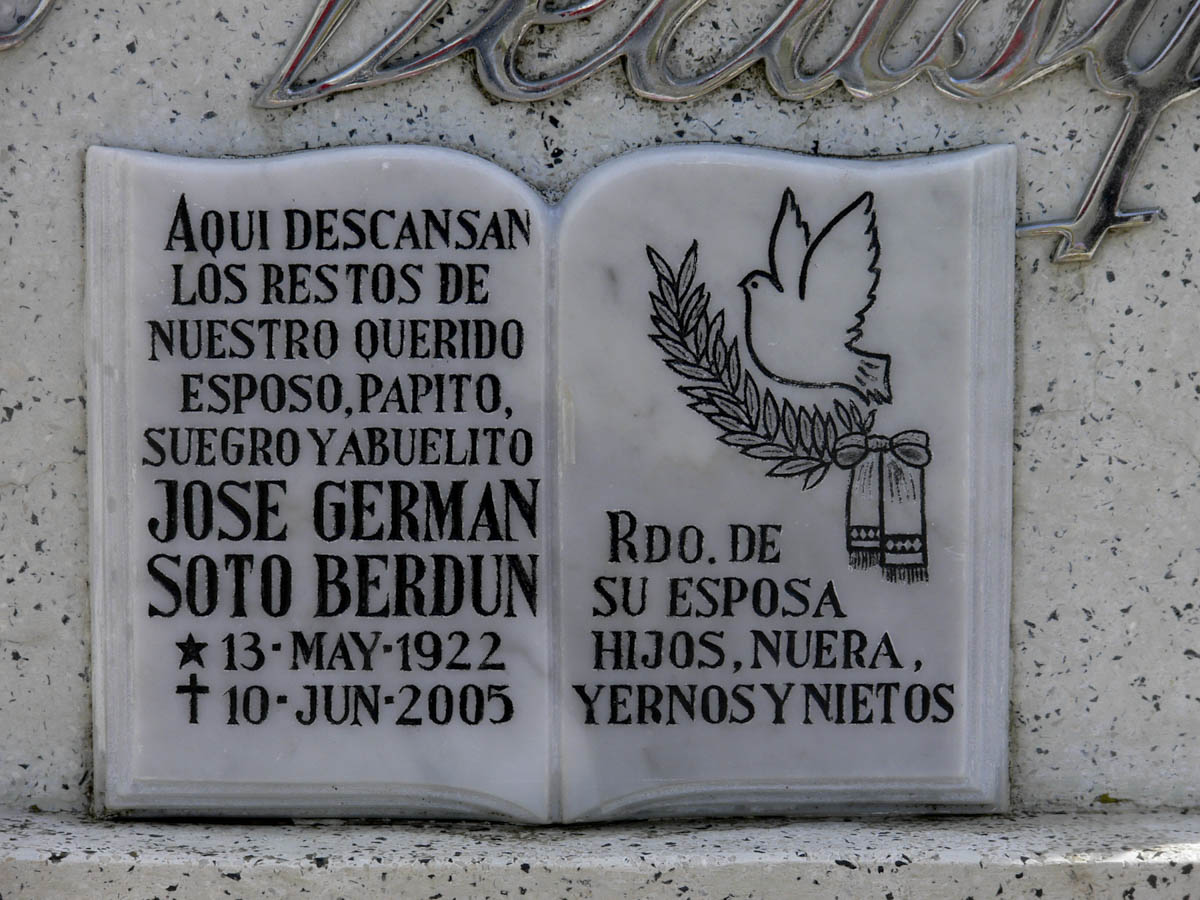 AQUI DESCANSAN
LOS RESTOS DE
NUESTRO QUERIDO
ESPOSO, PAPITO,
SUEGRO Y ABUELITO
JOSE GERMAN
SOTO BERDUN
★ 13-MAY-1922
✝ 10-JUN-2005
RDO. DE
SU ESPOSA
HIJOS, NUERA,
YERNOS Y NIETOS